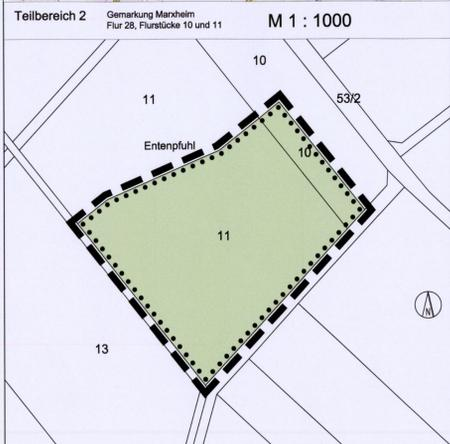 Teilbereich 2
Gemarkung Marxheim
Flur 28, Flurstücke 10 und 11
M 1 : 1000
10
11
53/2
Entenpfuhl
10
11
13
N